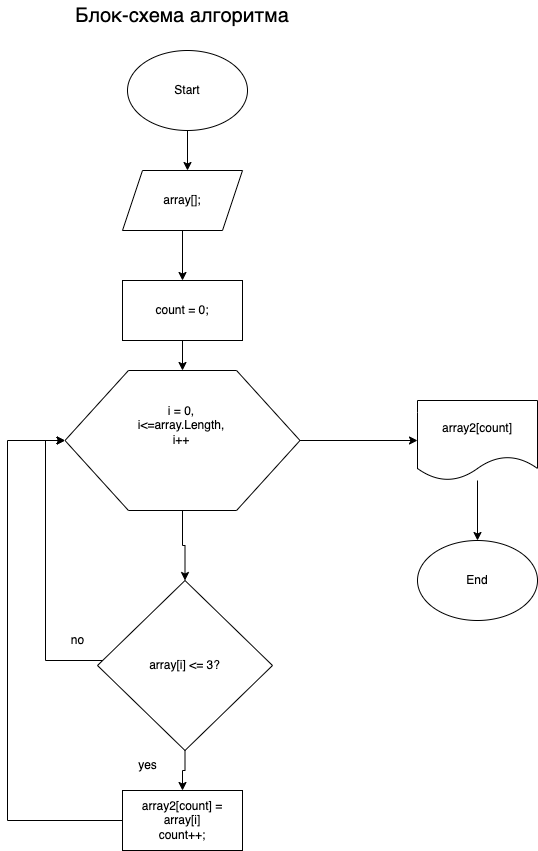 Блок-схема алгоритма
Start
array[];
count = 0;
i = 0,
i<=array.Length,
i++
array2[count]
End
array[i] <= 3?
no
yes
array2[count] =
array[i]
count++;